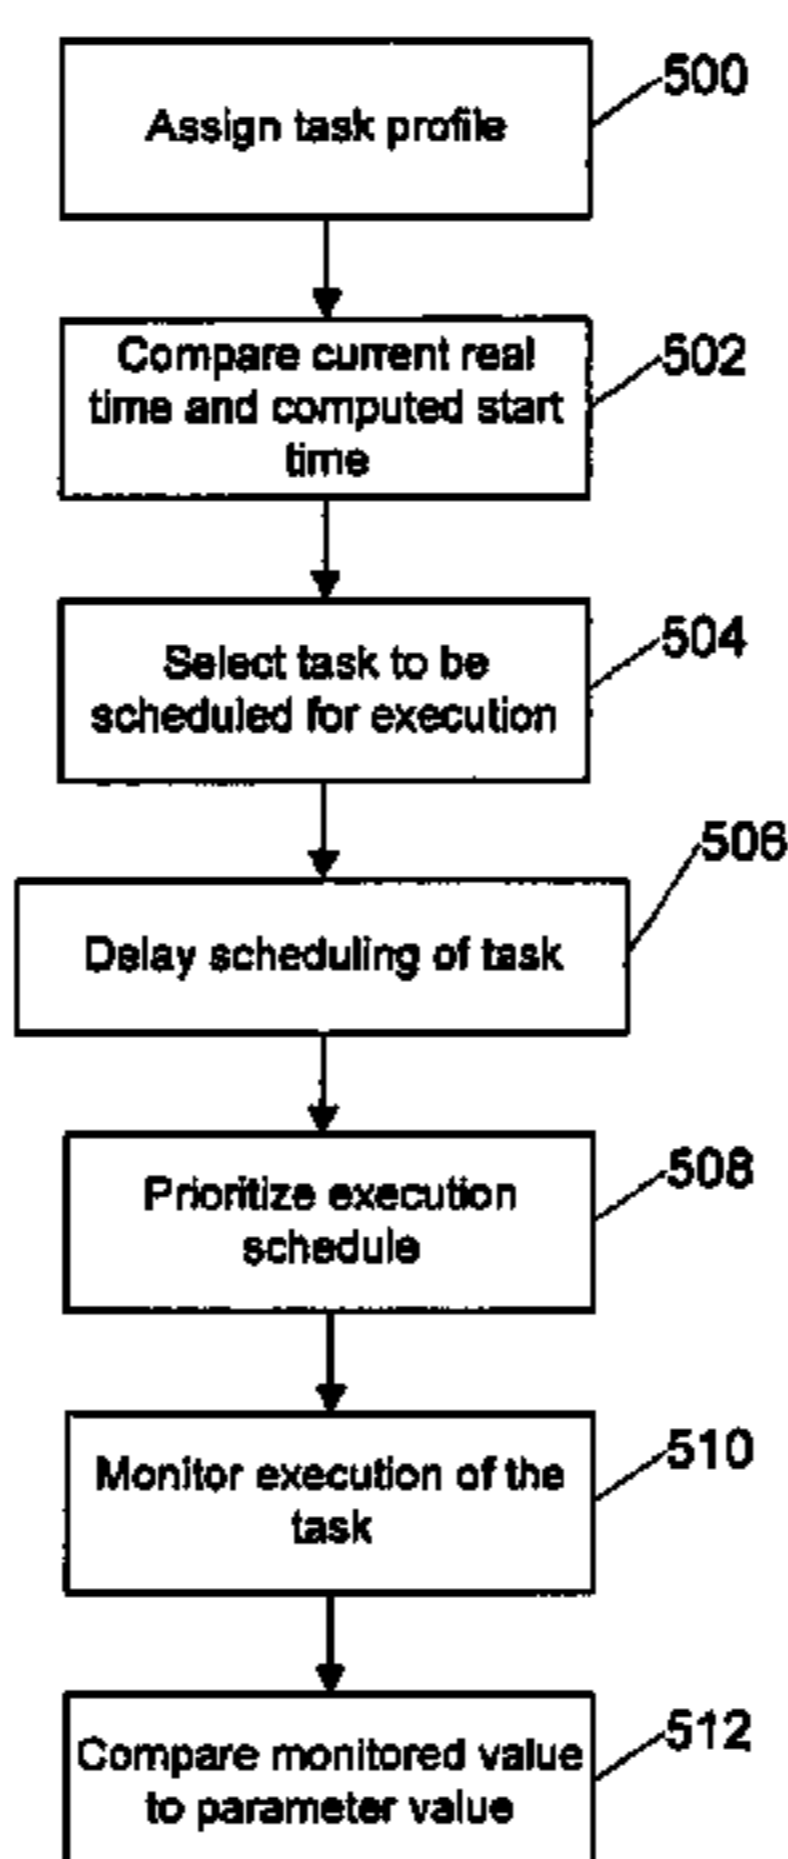 Assign task profile
500
Compare current real
time and computed start
time
502
Select task to be
scheduled for execution
504
Delay scheduling of task
506
Prioritize execution
schedule
508
Monitor execution of the
task
510
Compare monitored value
to parameter value
512